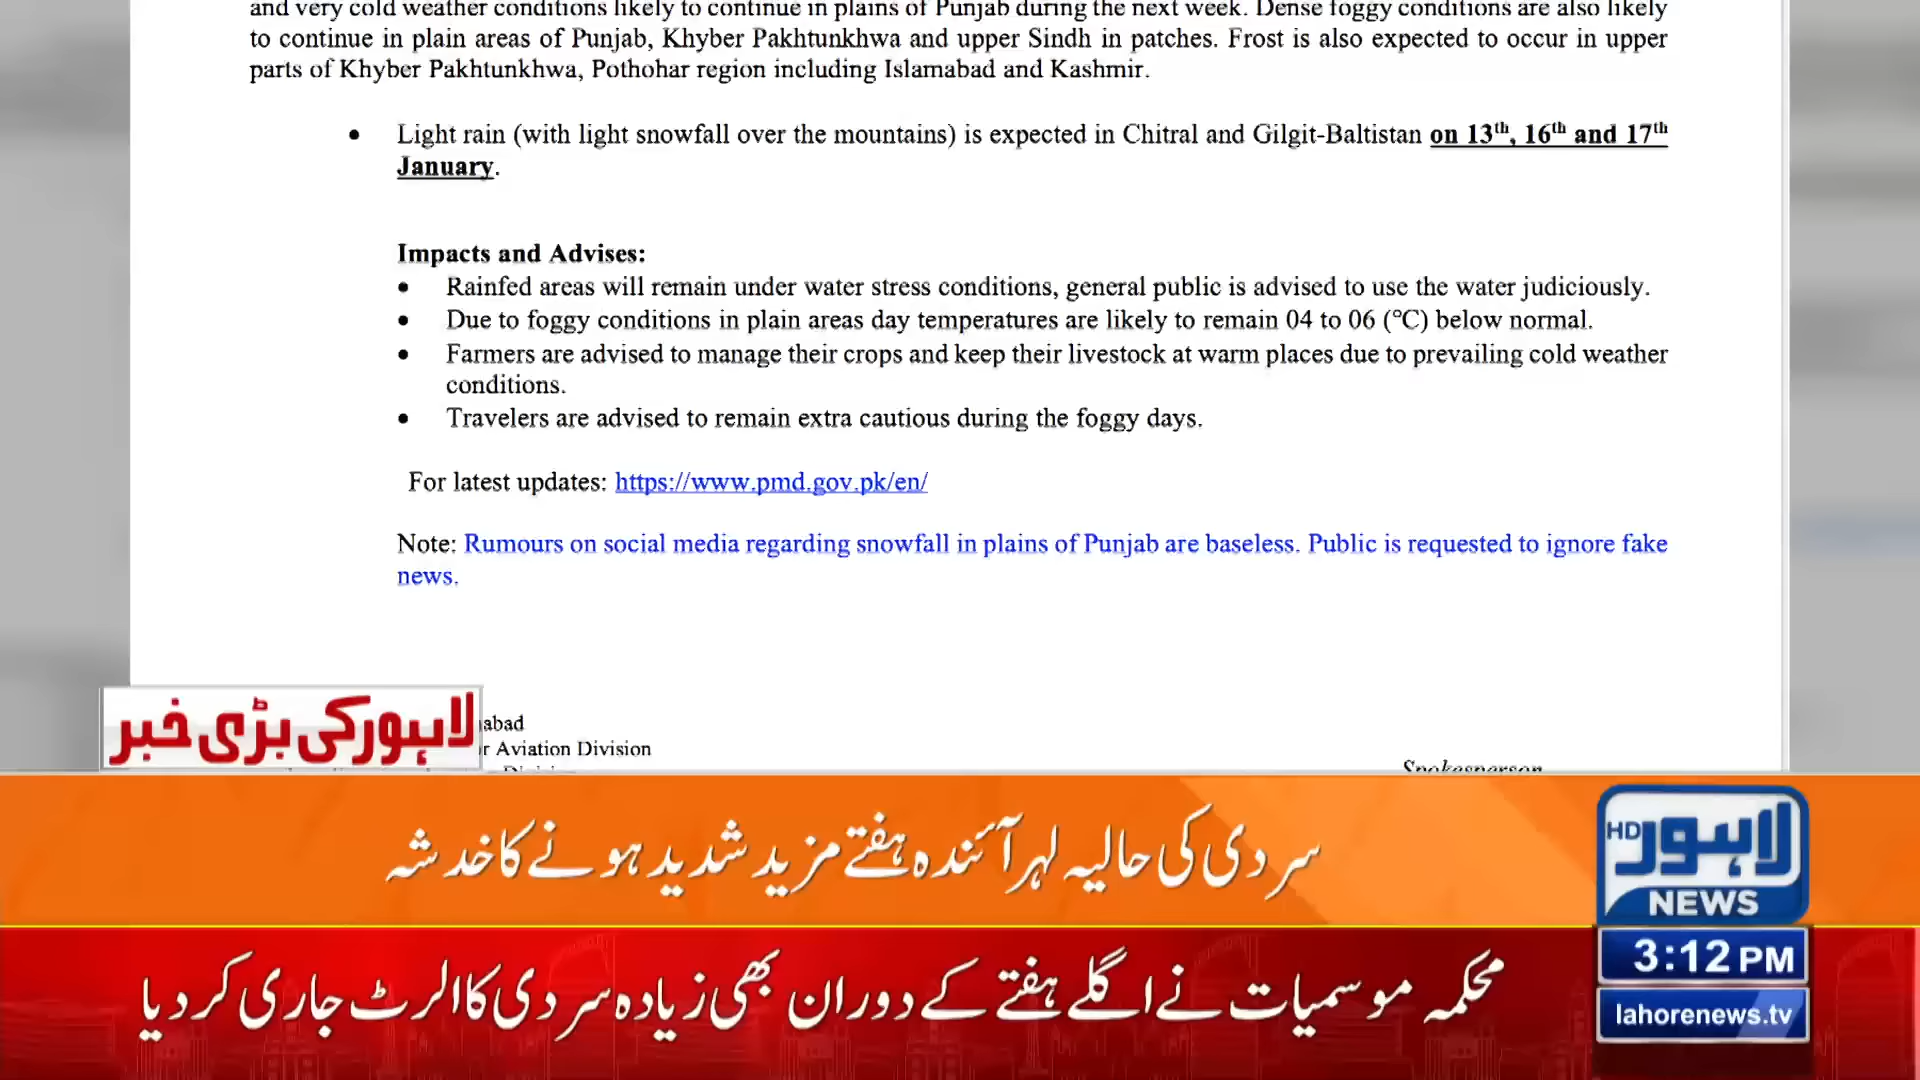 and very cold weather conditions likely to continue in plains of Punjab during the next week. Dense foggy conditions are also likely
to continue in plain areas of Punjab, Khyber Pakhtunkhwa and upper Sindh in patches. Frost is also expected to occur in upper
parts of Khyber Pakhtunkhwa, Pothohar region including Islamabad and Kashmir.
• Light rain (with light snowfall over the mountains) is expected in Chitral and Gilgit-Baltistan on 13th, 16th and 17th
January.
Impacts and Advises:
• Rainfed areas will remain under water stress conditions, general public is advised to use the water judiciously.
• Due to foggy conditions in plain areas day temperatures are likely to remain 04 to 06 (°C) below normal.
• Farmers are advised to manage their crops and keep their livestock at warm places due to prevailing cold weather
conditions.
• Travelers are advised to remain extra cautious during the foggy days.
For latest updates: https://www.pmd.gov.pk/en/
Note: Rumours on social media regarding snowfall in plains of Punjab are baseless. Public is requested to ignore fake
news.
لاہور کی بڑی خبر
abad
r Aviation Division
Spokesperson
سردی کی حالیہ لہر آئندہ ہفتے مزید شدید ہونے کا خدشہ
لاہور HD
NEWS
محکمہ موسمیات نے اگلے ہفتے کے دوران بھی زیادہ سردی کا الرٹ جاری کر دیا
3:12 PM
lahorenews.tv